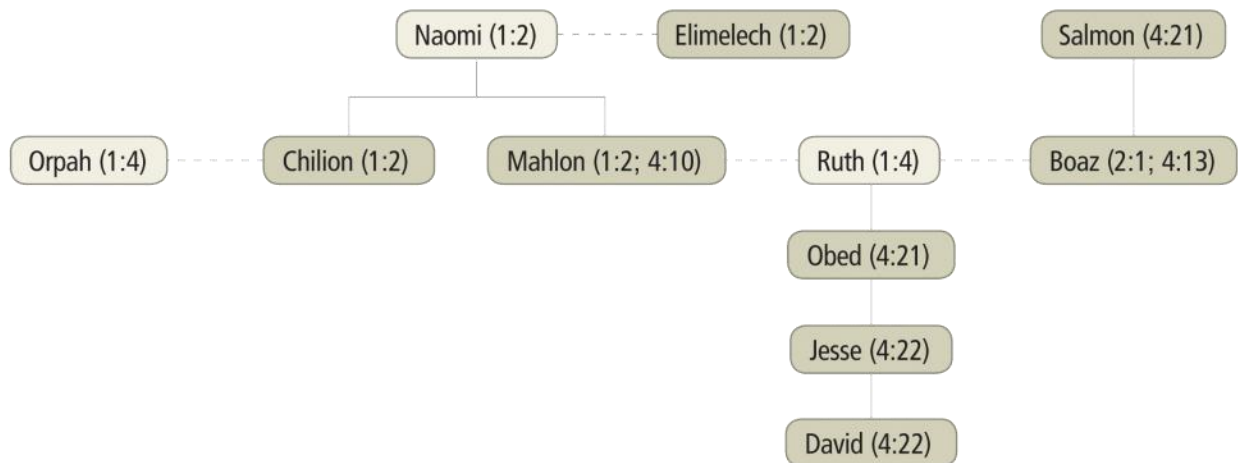 Naomi (1:2)
Elimelech (1:2)
Salmon (4:21)
Orpah (1:4)
Chilion (1:2)
Mahlon (1:2; 4:10)
Ruth (1:4)
Boaz (2:1; 4:13)
Obed (4:21)
Jesse (4:22)
David (4:22)